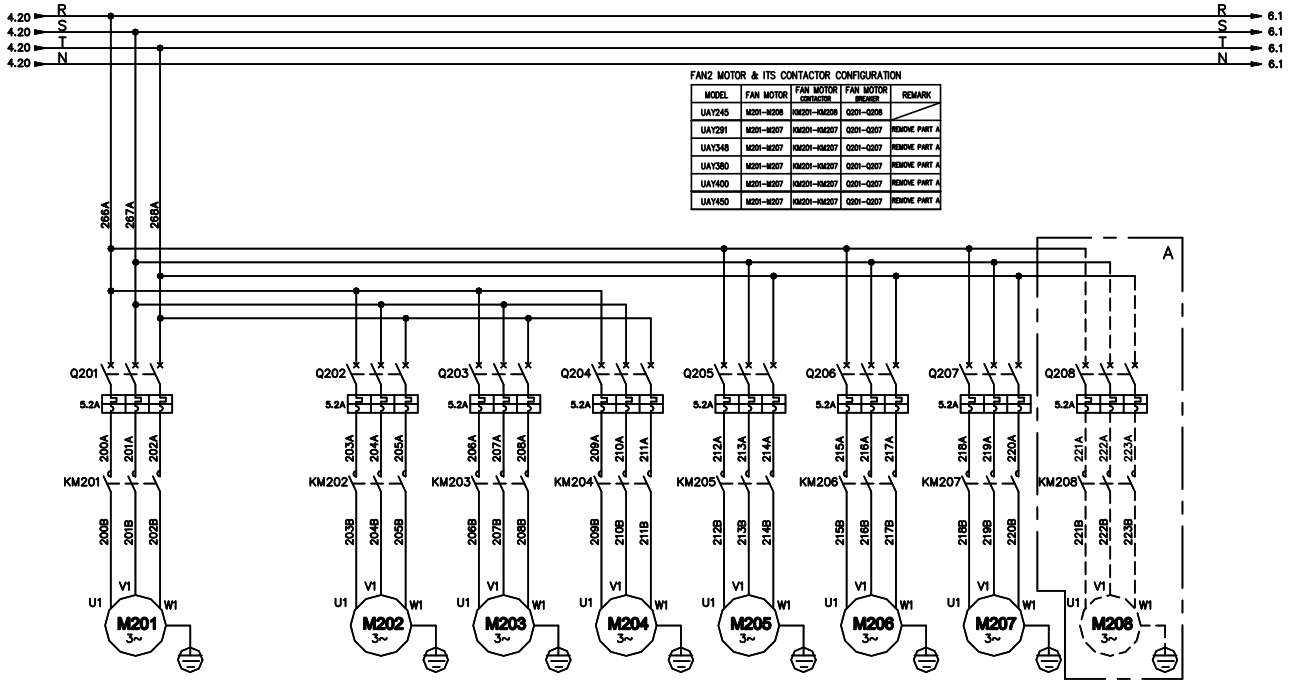 4.20 R R 6.1
4.20 S S 6.1
4.20 T T 6.1
4.20 N N 6.1
FAN2 MOTOR & ITS CONTACTOR CONFIGURATION
MODEL FAN MOTOR FAN MOTOR CONTACTOR FAN MOTOR BREAKER REMARK
UAY245 M201-M208 KM201-KM208 Q201-Q208
UAY291 M201-M207 KM201-KM207 Q201-Q207 REMOVE PART A
UAY348 M201-M207 KM201-KM207 Q201-Q207 REMOVE PART A
UAY380 M201-M207 KM201-KM207 Q201-Q207 REMOVE PART A
UAY400 M201-M207 KM201-KM207 Q201-Q207 REMOVE PART A
UAY450 M201-M207 KM201-KM207 Q201-Q207 REMOVE PART A
266A 267A 268A
A
Q201 Q202 Q203 Q204 Q205 Q206 Q207 Q208
5.2A 5.2A 5.2A 5.2A 5.2A 5.2A 5.2A 5.2A
200A 201A 202A 203A 204A 205A 206A 207A 208A 209A 210A 211A 212A 213A 214A 215A 216A 217A 218A 219A 220A 221A 222A 223A
KM201 KM202 KM203 KM204 KM205 KM206 KM207 KM208
200B 201B 202B 203B 204B 205B 206B 207B 208B 209B 210B 211B 212B 213B 214B 215B 216B 217B 218B 219B 220B 221B 222B 223B
V1 V1 V1 V1 V1 V1 V1 V1
U1 W1 U1 W1 U1 W1 U1 W1 U1 W1 U1 W1 U1 W1 U1 W1
M201 M202 M203 M204 M205 M206 M207 M208
3~ 3~ 3~ 3~ 3~ 3~ 3~ 3~